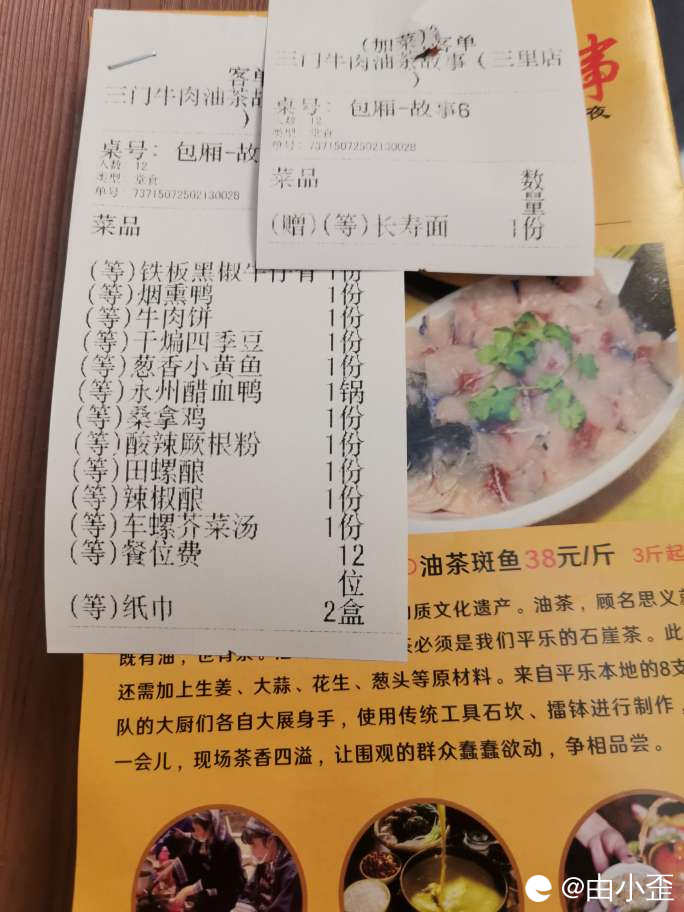 客单
三门牛肉油茶故
)
桌号: 包厢-故
人数 12
类型 堂食
单号 73715072502130028
菜品
(等)铁板黑椒牛仔骨 1份
(等)烟熏鸭 1份
(等)牛肉饼 1份
(等)干煸四季豆 1份
(等)葱香小黄鱼 1份
(等)永州醋血鸭 1锅
(等)桑拿鸡 1份
(等)酸辣厥根粉 1份
(等)田螺酿 1份
(等)辣椒酿 1份
(等)车螺芥菜汤 1份
(等)餐位费 12
位
(等)纸巾 2盒
(加菜)客单
三门牛肉油茶故事(三里店
)
桌号: 包厢-故事6
人数 12
类型 堂食
单号 73715072502130028
菜品 数
量
(赠)(等)长寿面 1份
事
夜
油茶斑鱼38元/斤 3斤起
物质文化遗产。油茶,顾名思义就
茶必须是我们平乐的石崖茶。此
还需加上生姜、大蒜、花生、葱头等原材料。来自平乐本地的8支
队的大厨们各自大展身手,使用传统工具石坎、擂钵进行制作,
一会儿,现场茶香四溢,让围观的群众蠢蠢欲动,争相品尝。
@由小歪